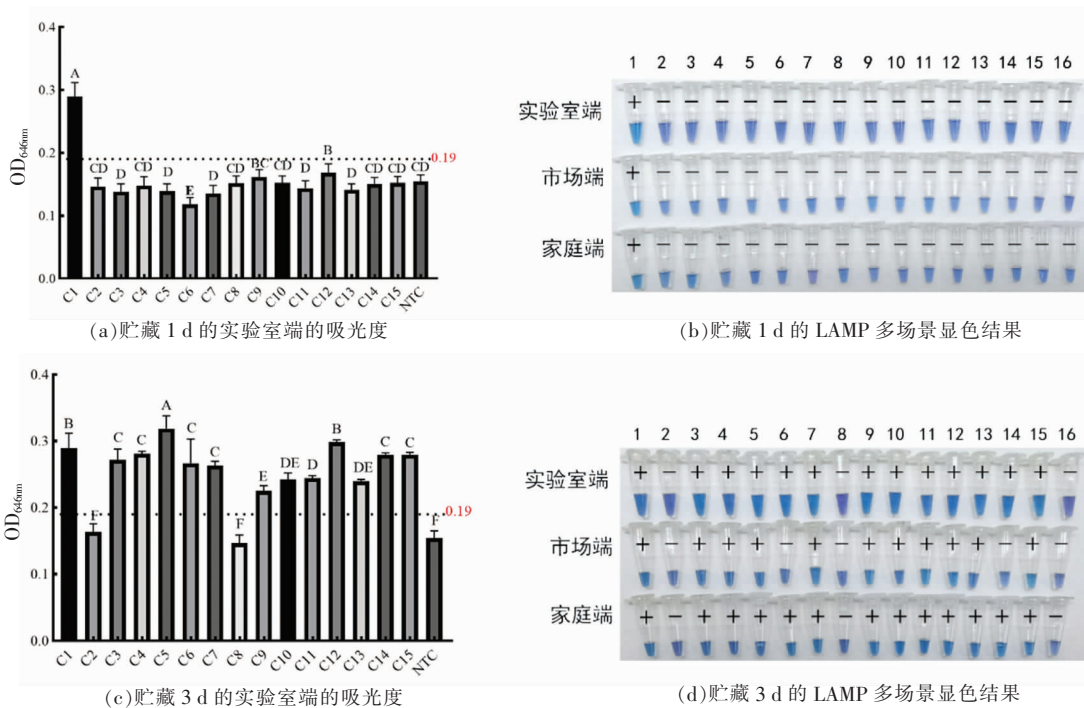 0.4
0.3
0.2
0.1
0.0
OD646nm
A
CD
D
CD
D
E
D
CD
BC
CD
D
B
D
CD
CD
CD
0.19
C1 C2 C3 C4 C5 C6 C7 C8 C9 C10 C11 C12 C13 C14 C15 NTC
(a)贮藏 1 d 的实验室端的吸光度
1 2 3 4 5 6 7 8 9 10 11 12 13 14 15 16
实验室端 + − − − − − − − − − − − − − − −
市场端 + − − − − − − − − − − − − − − −
家庭端 + − − − − − − − − − − − − − − −
(b)贮藏 1 d 的 LAMP 多场景显色结果
0.4
0.3
0.2
0.1
0.0
OD646nm
B
F
C
C
A
C
C
F
E
DE
D
B
DE
C
C
F
0.19
C1 C2 C3 C4 C5 C6 C7 C8 C9 C10 C11 C12 C13 C14 C15 NTC
(c)贮藏 3 d 的实验室端的吸光度
1 2 3 4 5 6 7 8 9 10 11 12 13 14 15 16
实验室端 + − + + + + + − + + + + + + + −
市场端 + − + + + − + − + + + + + − + −
家庭端 + − + + + + + − + + + + + + + −
(d)贮藏 3 d 的 LAMP 多场景显色结果